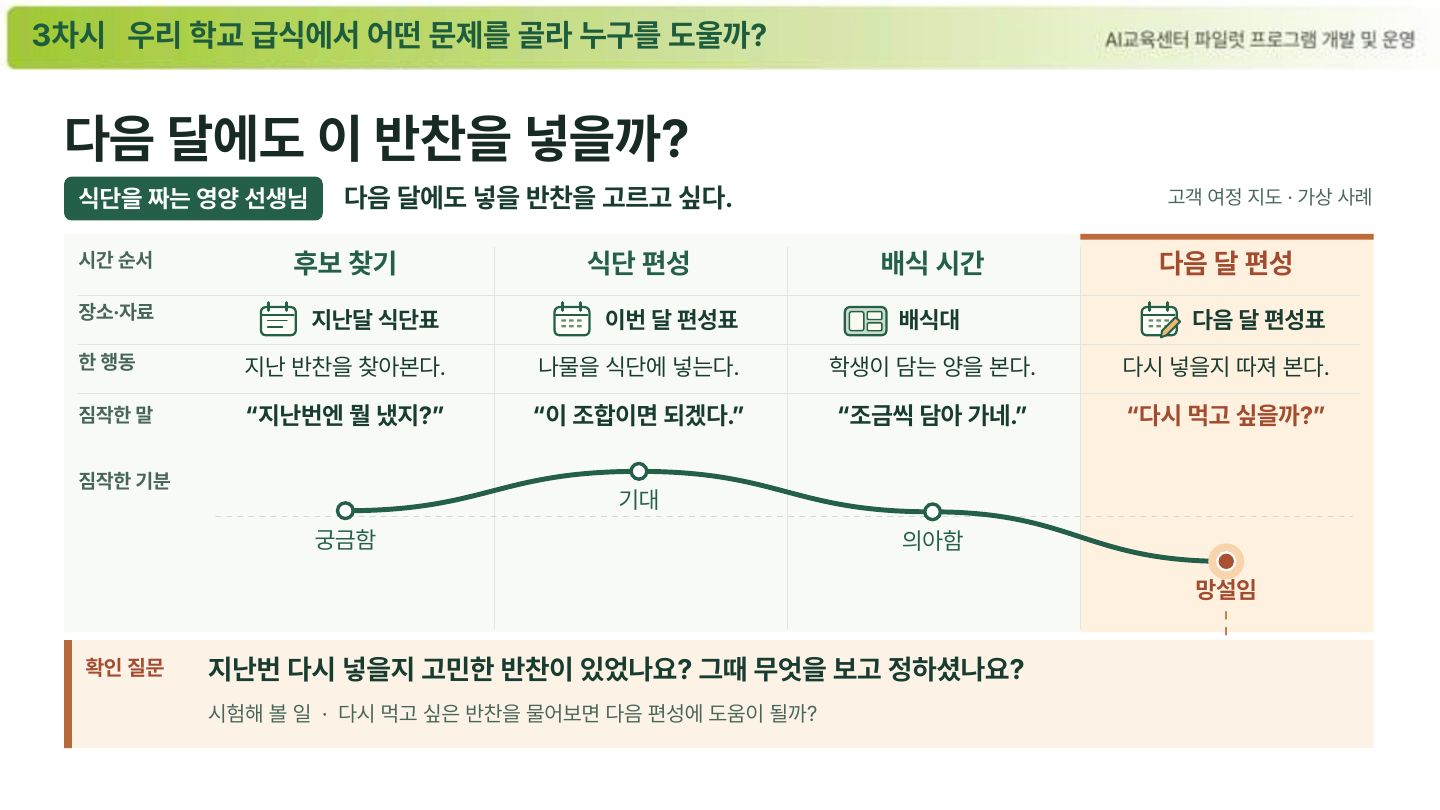 3차시 우리 학교 급식에서 어떤 문제를 골라 누구를 도울까?
AI교육센터 파일럿 프로그램 개발 및 운영
다음 달에도 이 반찬을 넣을까?
식단을 짜는 영양 선생님 다음 달에도 넣을 반찬을 고르고 싶다.
고객 여정 지도 · 가상 사례
시간 순서 후보 찾기 식단 편성 배식 시간 다음 달 편성
장소·자료 지난달 식단표 이번 달 편성표 배식대 다음 달 편성표
한 행동 지난 반찬을 찾아본다. 나물을 식단에 넣는다. 학생이 담는 양을 본다. 다시 넣을지 따져 본다.
짐작한 말 “지난번엔 뭘 냈지?” “이 조합이면 되겠다.” “조금씩 담아 가네.” “다시 먹고 싶을까?”
짐작한 기분
궁금함 기대 의아함 망설임
확인 질문 지난번 다시 넣을지 고민한 반찬이 있었나요? 그때 무엇을 보고 정하셨나요?
시험해 볼 일 · 다시 먹고 싶은 반찬을 물어보면 다음 편성에 도움이 될까?